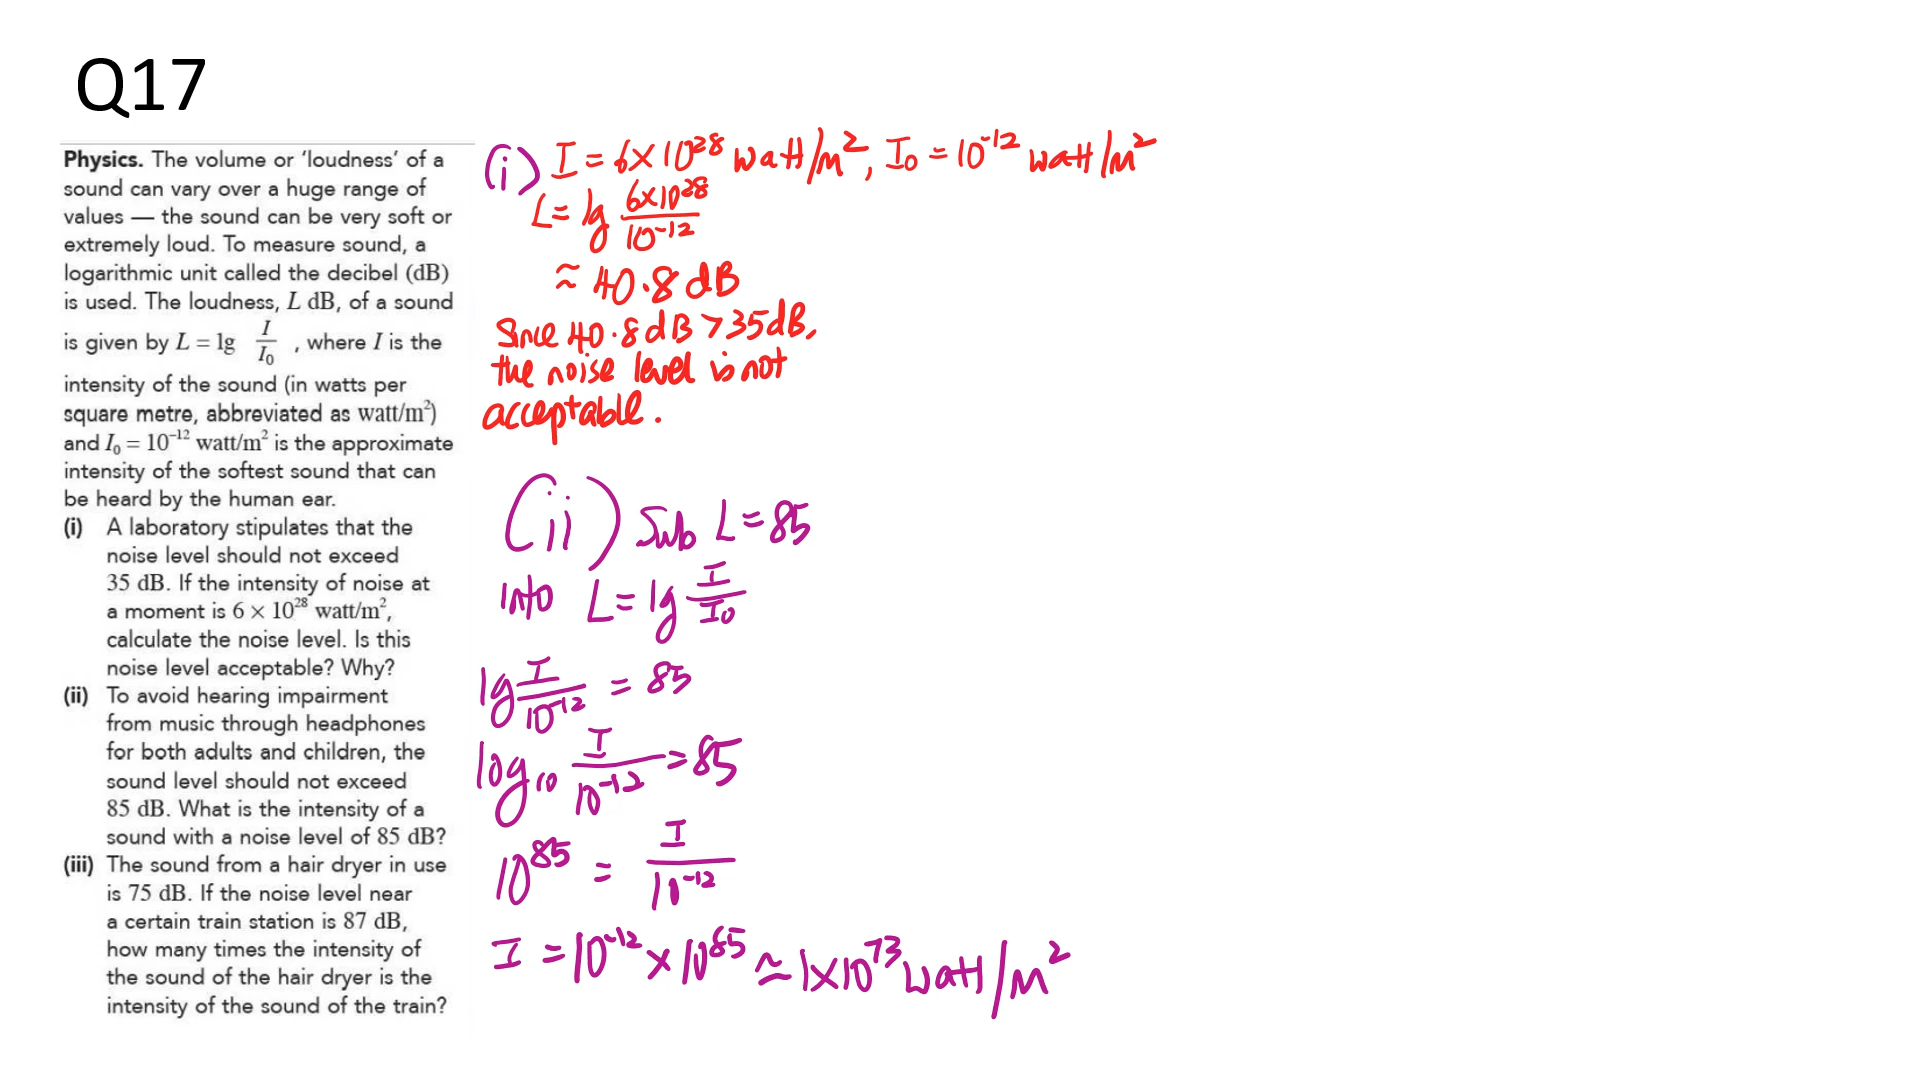 Q17
Physics. The volume or ‘loudness’ of a
sound can vary over a huge range of
values — the sound can be very soft or
extremely loud. To measure sound, a
logarithmic unit called the decibel (dB)
is used. The loudness, L dB, of a sound
is given by L = lg I/I₀ , where I is the
intensity of the sound (in watts per
square metre, abbreviated as watt/m²)
and I₀ = 10⁻¹² watt/m² is the approximate
intensity of the softest sound that can
be heard by the human ear.
(i) A laboratory stipulates that the
noise level should not exceed
35 dB. If the intensity of noise at
a moment is 6 × 10²⁸ watt/m²,
calculate the noise level. Is this
noise level acceptable? Why?
(ii) To avoid hearing impairment
from music through headphones
for both adults and children, the
sound level should not exceed
85 dB. What is the intensity of a
sound with a noise level of 85 dB?
(iii) The sound from a hair dryer in use
is 75 dB. If the noise level near
a certain train station is 87 dB,
how many times the intensity of
the sound of the hair dryer is the
intensity of the sound of the train?
(i) I = 6×10²⁸ watt/m², I₀ = 10⁻¹² watt/m²
L = lg 6×10²⁸/10⁻¹²
≈ 40.8 dB
Since 40.8 dB > 35dB,
the noise level is not
acceptable.
(ii) Sub L = 85
into L = lg I/I₀
lg I/10⁻¹² = 85
log₁₀ I/10⁻¹² = 85
10⁸⁵ = I/10⁻¹²
I = 10⁻¹² × 10⁸⁵ ≈ 1×10⁷³ watt/m²